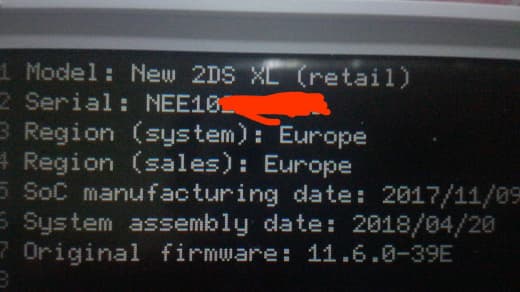 1 Model: New 2DS XL (retail)
2 Serial: NEE10
3 Region (system): Europe
4 Region (sales): Europe
5 SoC manufacturing date: 2017/11/09
6 System assembly date: 2018/04/20
7 Original firmware: 11.6.0-39E
8